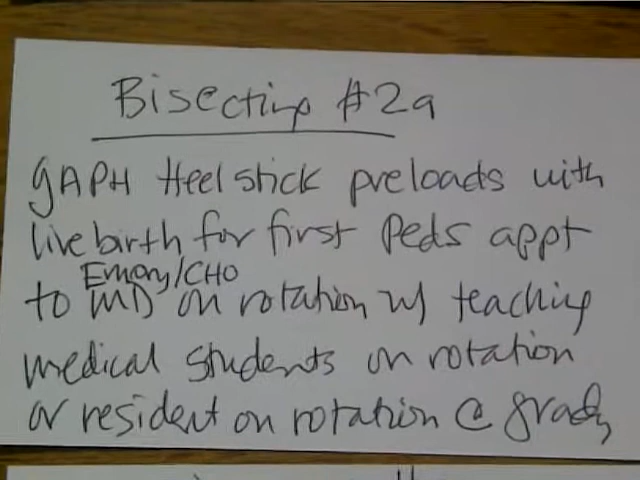 Bisecting #2a
gAPH Heelstick preloads with
live birth for first Peds appt
Emory/CHO
to MD on rotation w/ teaching
medical students on rotation
or resident on rotation @ grady